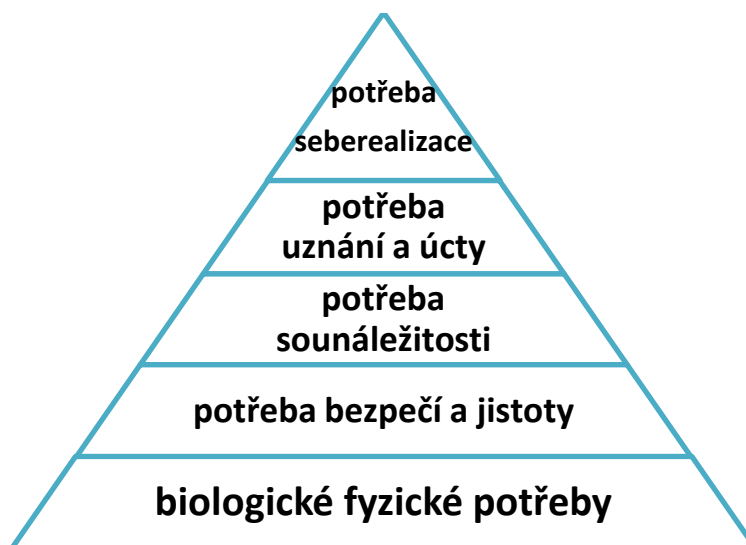 potřeba
seberealizace
potřeba
uznání a úcty
potřeba
sounáležitosti
potřeba bezpečí a jistoty
biologické fyzické potřeby